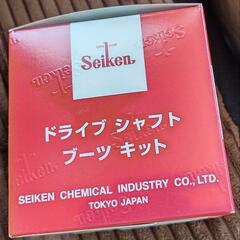 Seiken
ドライブ シャフト
ブーツ キット
SEIKEN CHEMICAL INDUSTRY CO., LTD.
TOKYO JAPAN